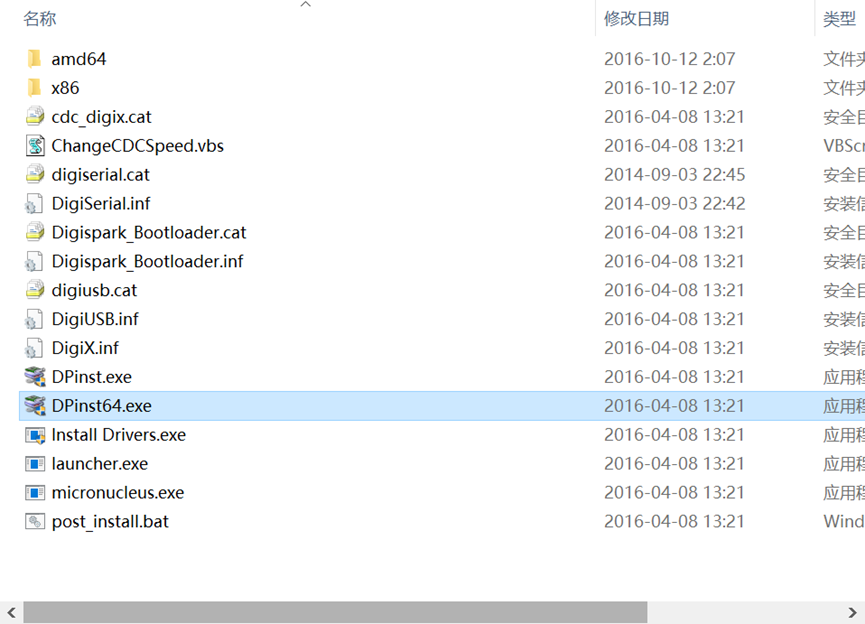 名称 修改日期 类型
amd64 2016-10-12 2:07 文件夹
x86 2016-10-12 2:07 文件夹
cdc_digix.cat 2016-04-08 13:21 安全目
ChangeCDCSpeed.vbs 2016-04-08 13:21 VBScr
digiserial.cat 2014-09-03 22:45 安全目
DigiSerial.inf 2014-09-03 22:42 安装信
Digispark_Bootloader.cat 2016-04-08 13:21 安全目
Digispark_Bootloader.inf 2016-04-08 13:21 安装信
digiusb.cat 2016-04-08 13:21 安全目
DigiUSB.inf 2016-04-08 13:21 安装信
DigiX.inf 2016-04-08 13:21 安装信
DPinst.exe 2016-04-08 13:21 应用程
DPinst64.exe 2016-04-08 13:21 应用程
Install Drivers.exe 2016-04-08 13:21 应用程
launcher.exe 2016-04-08 13:21 应用程
micronucleus.exe 2016-04-08 13:21 应用程
post_install.bat 2016-04-08 13:21 Wind